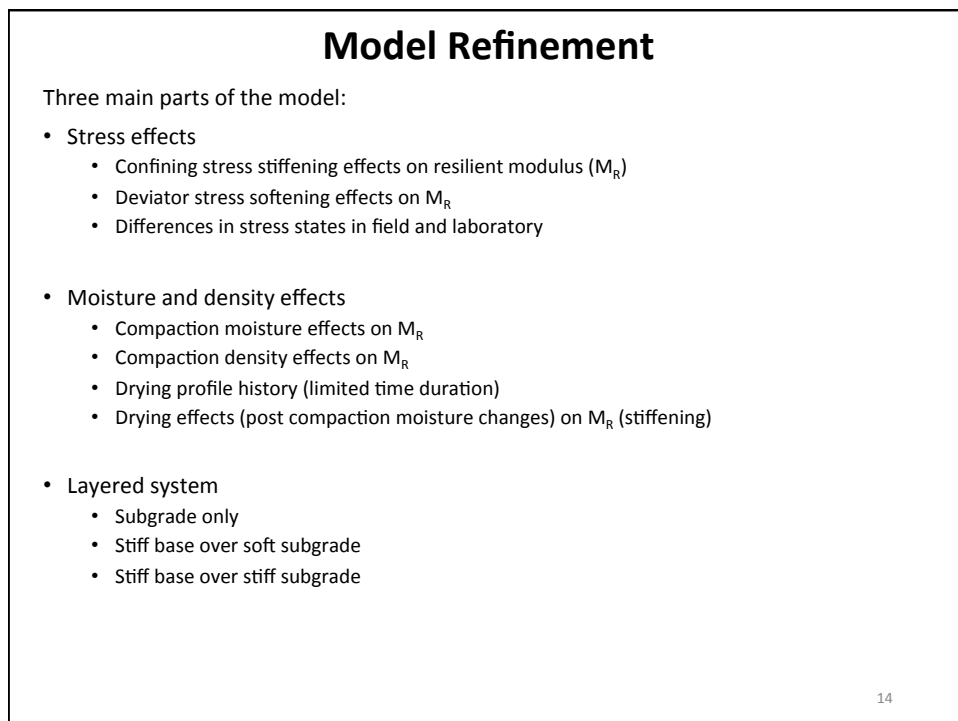 Model Refinement
Three main parts of the model:
• Stress effects
• Confining stress stiffening effects on resilient modulus (MR)
• Deviator stress softening effects on MR
• Differences in stress states in field and laboratory
• Moisture and density effects
• Compaction moisture effects on MR
• Compaction density effects on MR
• Drying profile history (limited time duration)
• Drying effects (post compaction moisture changes) on MR (stiffening)
• Layered system
• Subgrade only
• Stiff base over soft subgrade
• Stiff base over stiff subgrade
14